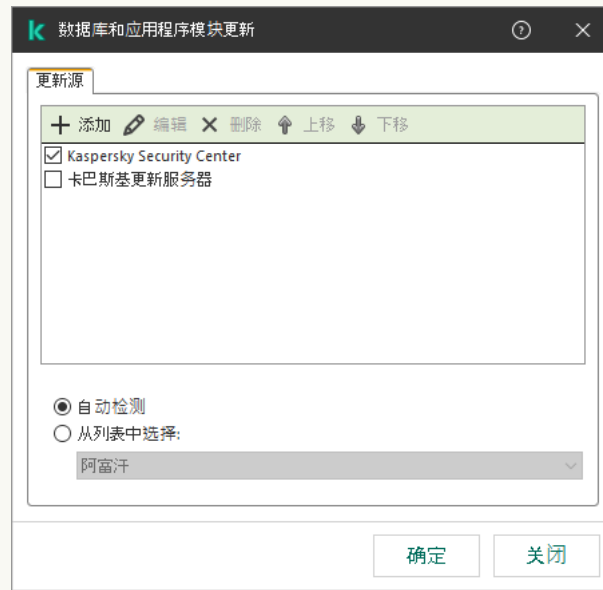 数据库和应用程序模块更新
更新源
添加 编辑 删除 上移 下移
Kaspersky Security Center
卡巴斯基更新服务器
自动检测
从列表中选择:
阿富汗
确定 关闭